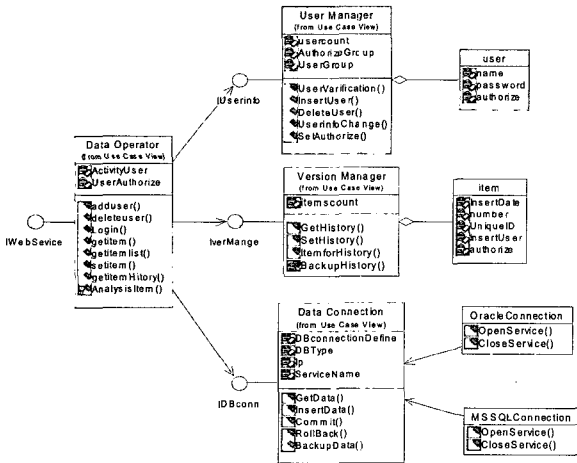 User Manager
(from Use Case View)
usercount
AuthorizeGroup
UserGroup
UserVarification()
InsertUser()
DeleteUser()
UserinfoChange()
SetAuthorize()
user
name
password
authorize
IUserinfo
Data Operator
(from Use Case View)
ActivityUser
UserAuthorize
adduser()
deleteuser()
Login()
getitem()
getitemlist()
setitem()
getitemHitory()
AnalysisItem()
IWebSevice
IverMange
Version Manager
(from Use Case View)
itemscount
GetHistory()
SetHistory()
ItemforHistory()
BackupHistory()
item
InsertDate
number
UniqueID
InsertUser
authorize
IDBconn
Data Connection
(from Use Case View)
DBconnectionDefine
DBType
Ip
ServiceName
GetData()
InsertData()
Commit()
RollBack()
BackupData()
OracleConnection
OpenService()
CloseService()
MSSQLConnection
OpenService()
CloseService()